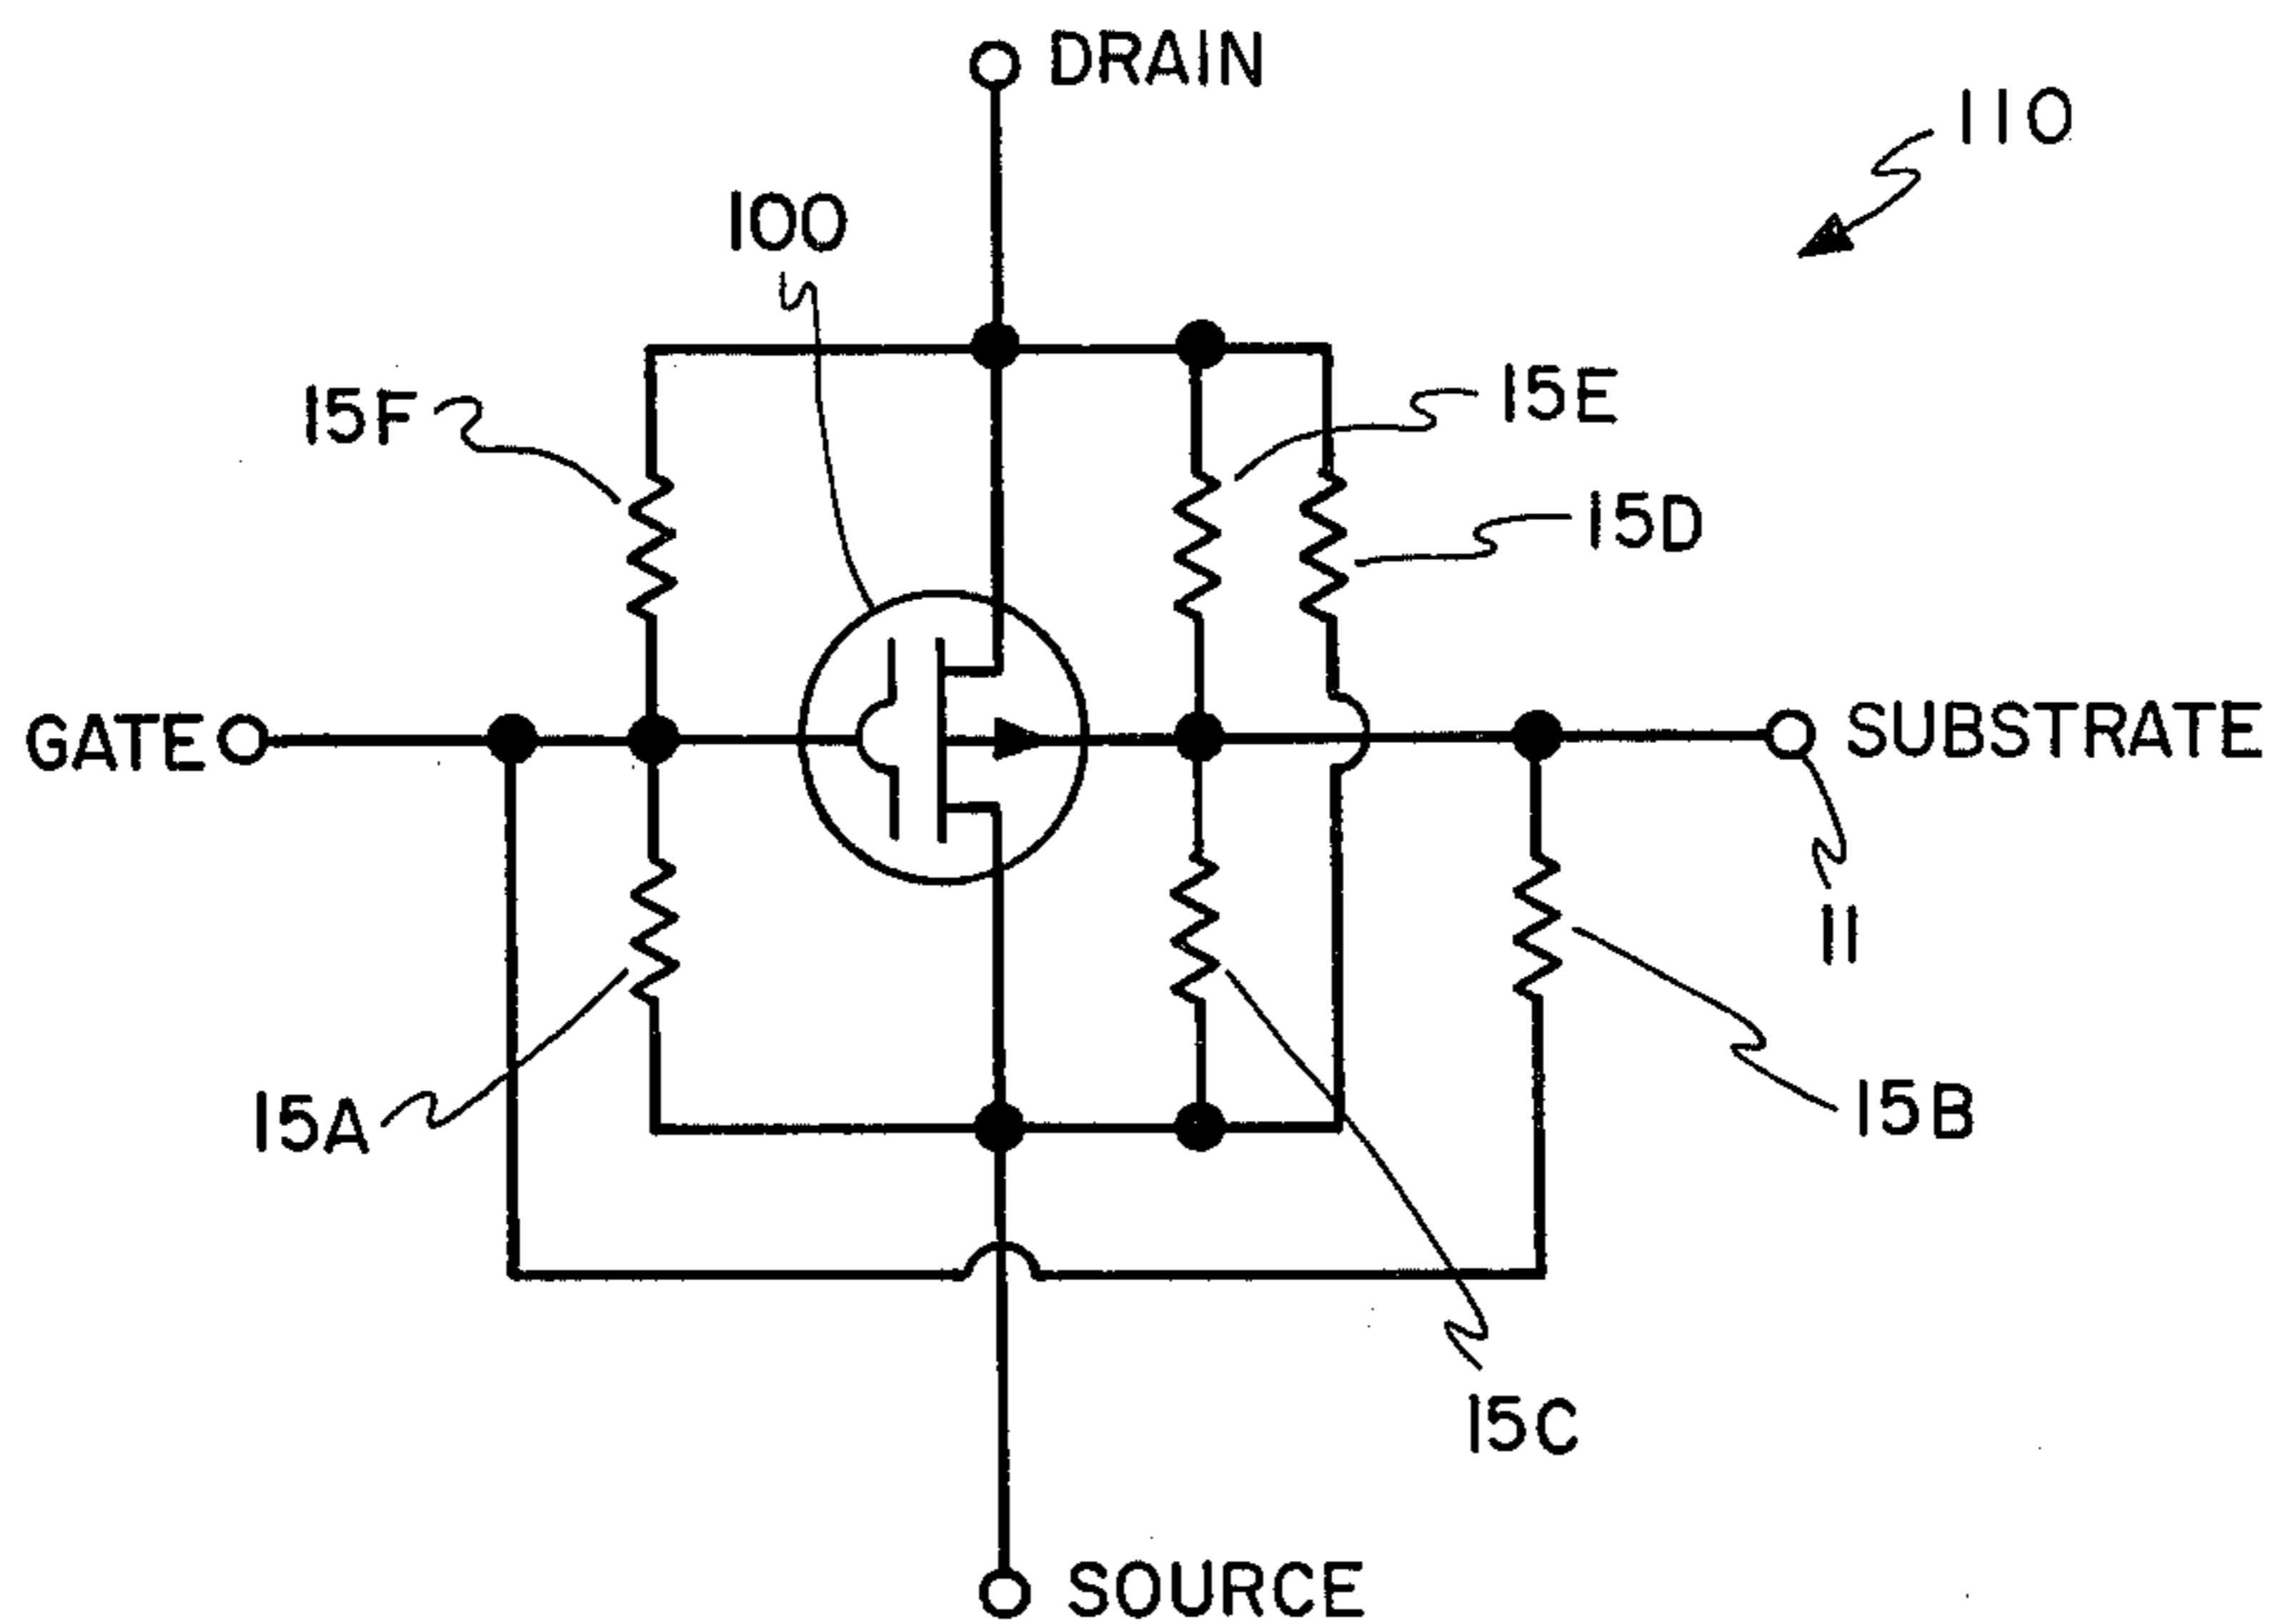 DRAIN
110
100
15F
15E
15D
GATE
SUBSTRATE
11
15A
15B
15C
SOURCE